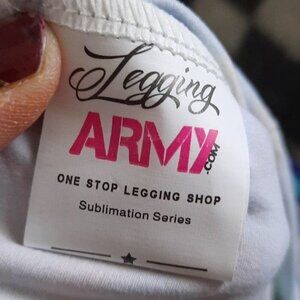 Legging
ARMY.COM
ONE STOP LEGGING SHOP
Sublimation Series